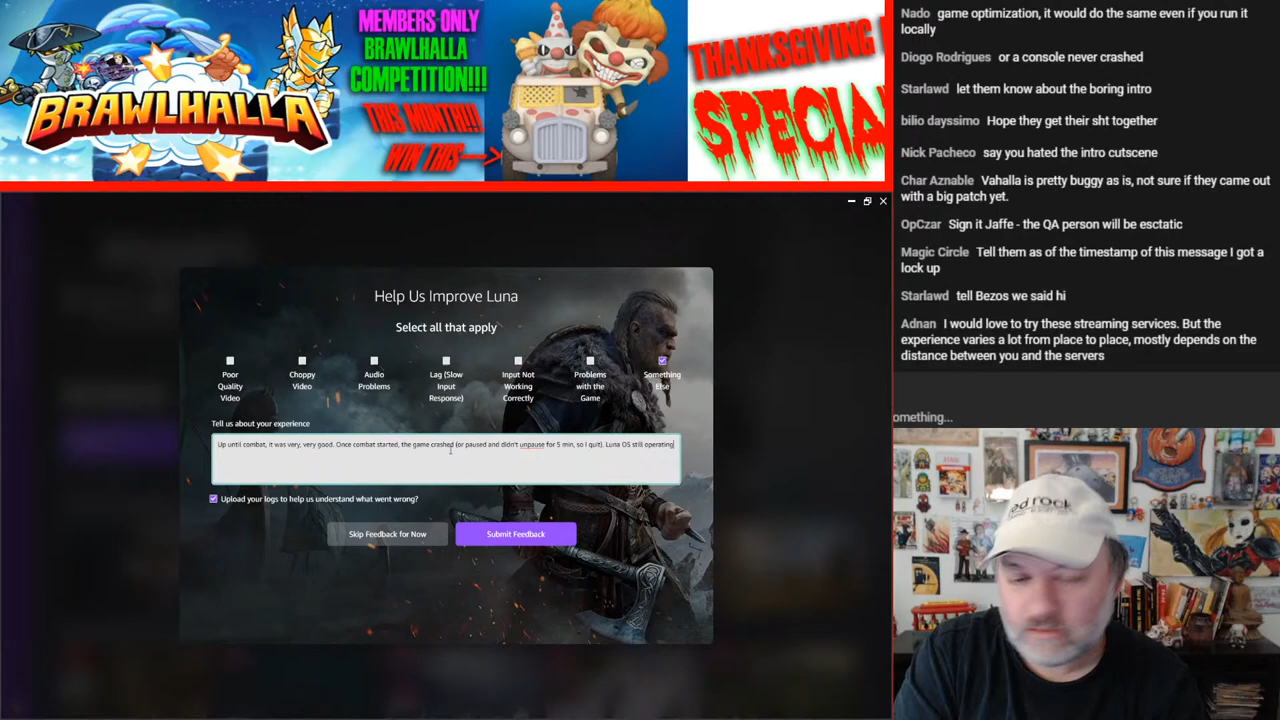 BRAWLHALLA
MEMBERS ONLY
BRAWLHALLA
COMPETITION!!!
THIS MONTH!!!
WIN THIS
THANKSGIVING
SPECIA
Help Us Improve Luna
Select all that apply
Poor
Quality
Video
Choppy
Video
Audio
Problems
Lag (Slow
Input
Response)
Input Not
Working
Correctly
Problems
with the
Game
Something
Else
Tell us about your experience
Up until combat, it was very, very good. Once combat started, the game crashed (or paused and didn't unpause for 5 min, so I quit). Luna OS still operating
Upload your logs to help us understand what went wrong?
Skip Feedback for Now
Submit Feedback
Nado game optimization, it would do the same even if you run it
locally
Diogo Rodrigues or a console never crashed
Starlawd let them know about the boring intro
bilio dayssimo Hope they get their sht together
Nick Pacheco say you hated the intro cutscene
Char Aznable Vahalla is pretty buggy as is, not sure if they came out
with a big patch yet.
OpCzar Sign it Jaffe - the QA person will be esctatic
Magic Circle Tell them as of the timestamp of this message I got a
lock up
Starlawd tell Bezos we said hi
Adnan I would love to try these streaming services. But the
experience varies a lot from place to place, mostly depends on the
distance between you and the servers
omething...
red rock